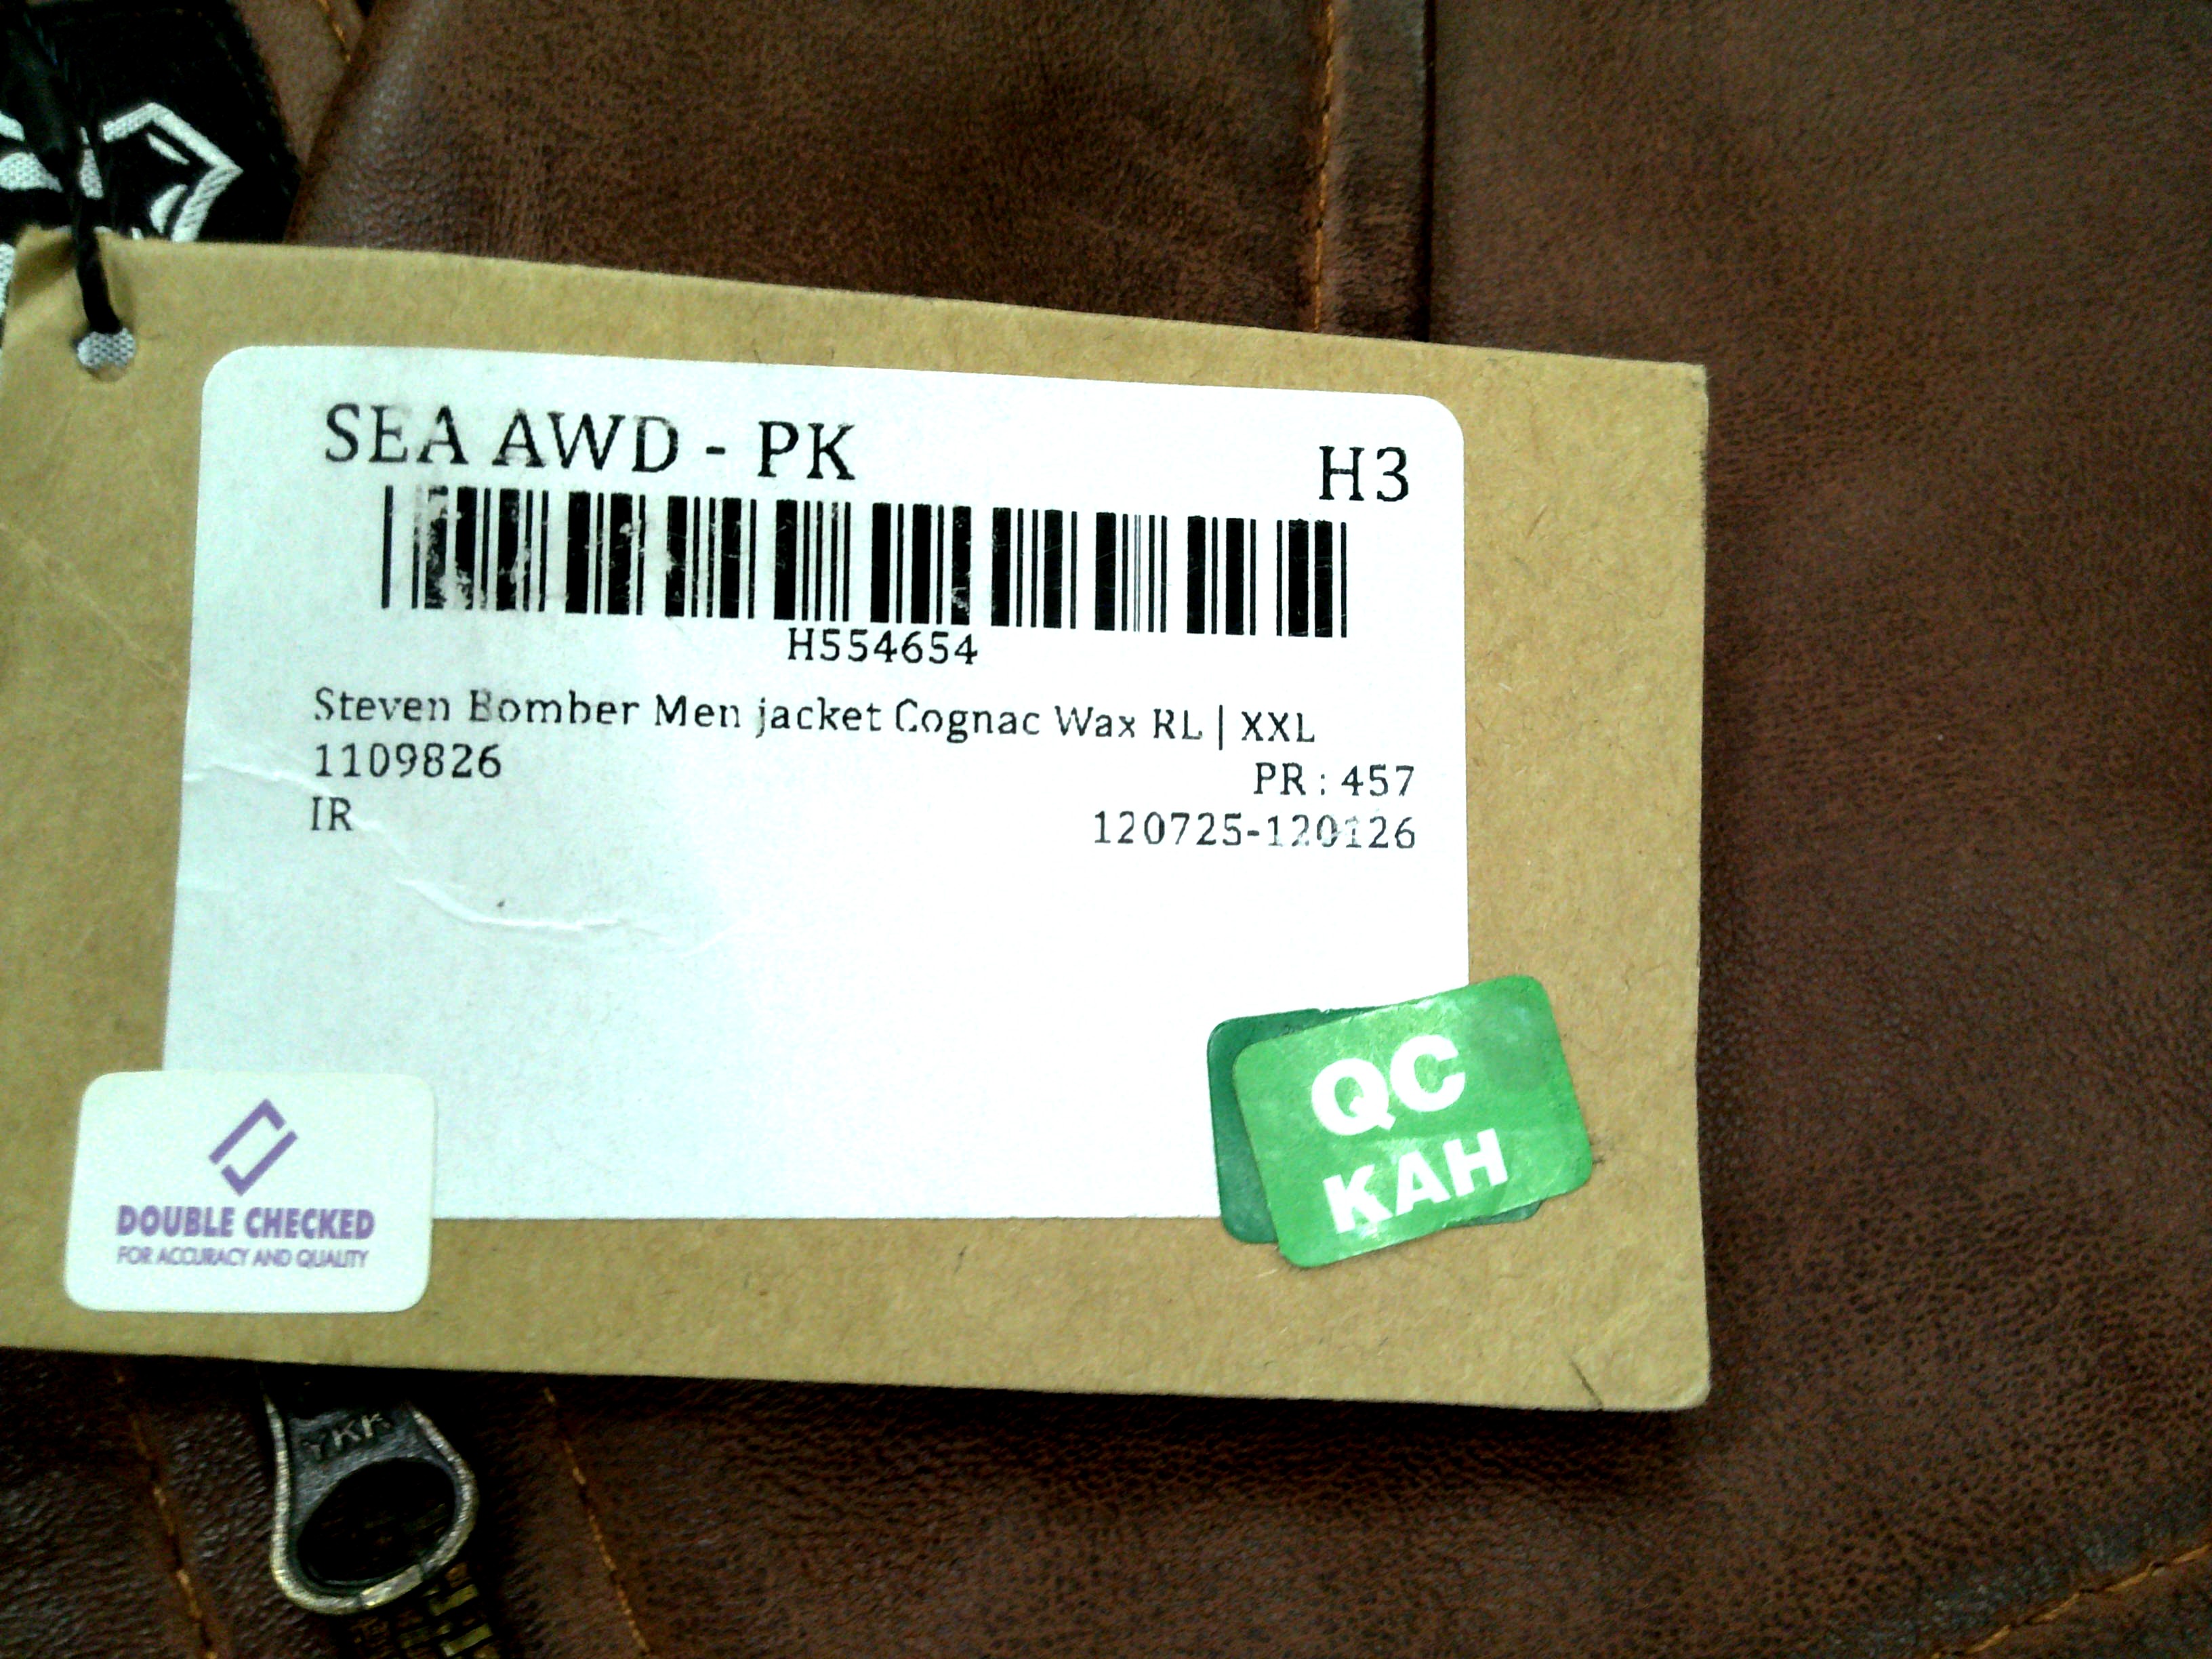 SEA AWD - PK
H3
H554654
Steven Bomber Men jacket Cognac Wax RL | XXL
1109826
PR : 457
IR
120725-120126
QC
KAH
DOUBLE CHECKED
FOR ACCURACY AND QUALITY
YKK